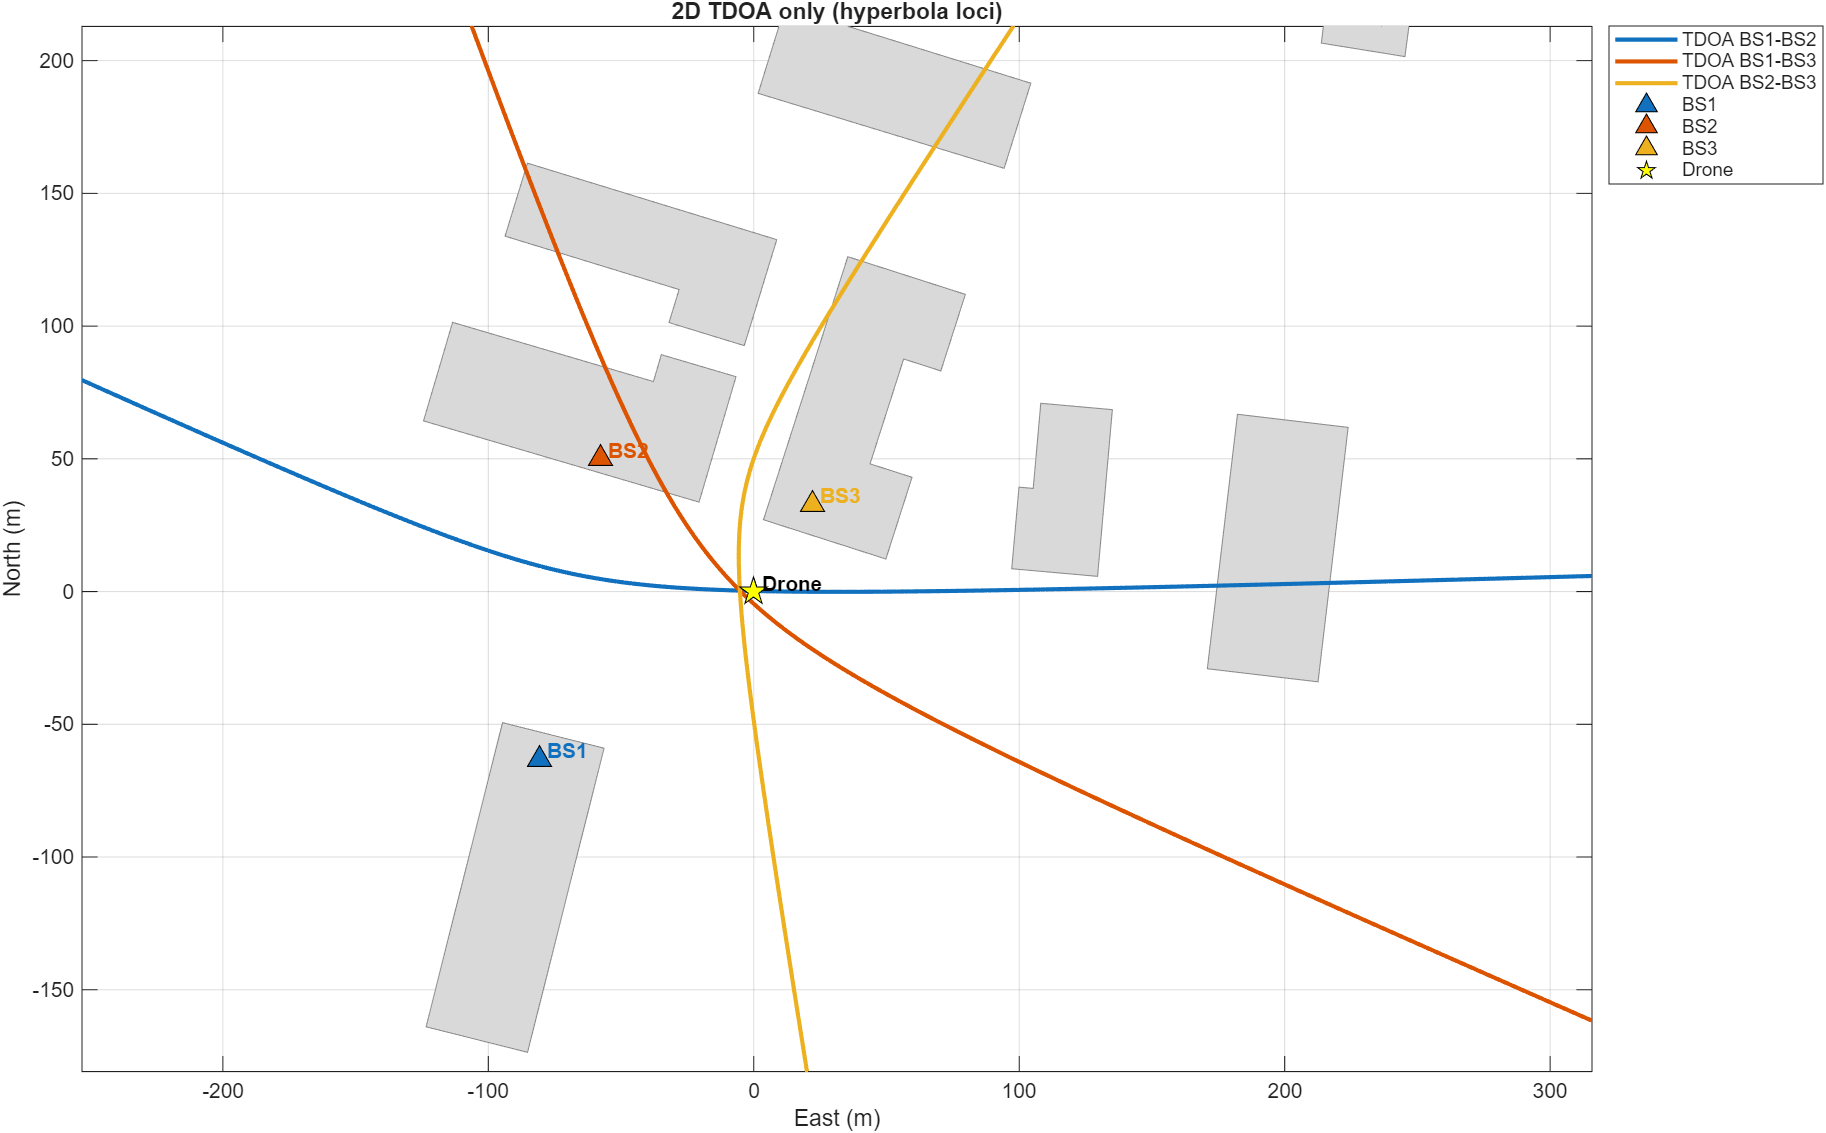 2D TDOA only (hyperbola loci)
TDOA BS1-BS2
TDOA BS1-BS3
TDOA BS2-BS3
BS1
BS2
BS3
Drone
200
150
100
50
0
-50
-100
-150
North (m)
BS2
BS3
Drone
BS1
-200
-100
0
100
200
300
East (m)